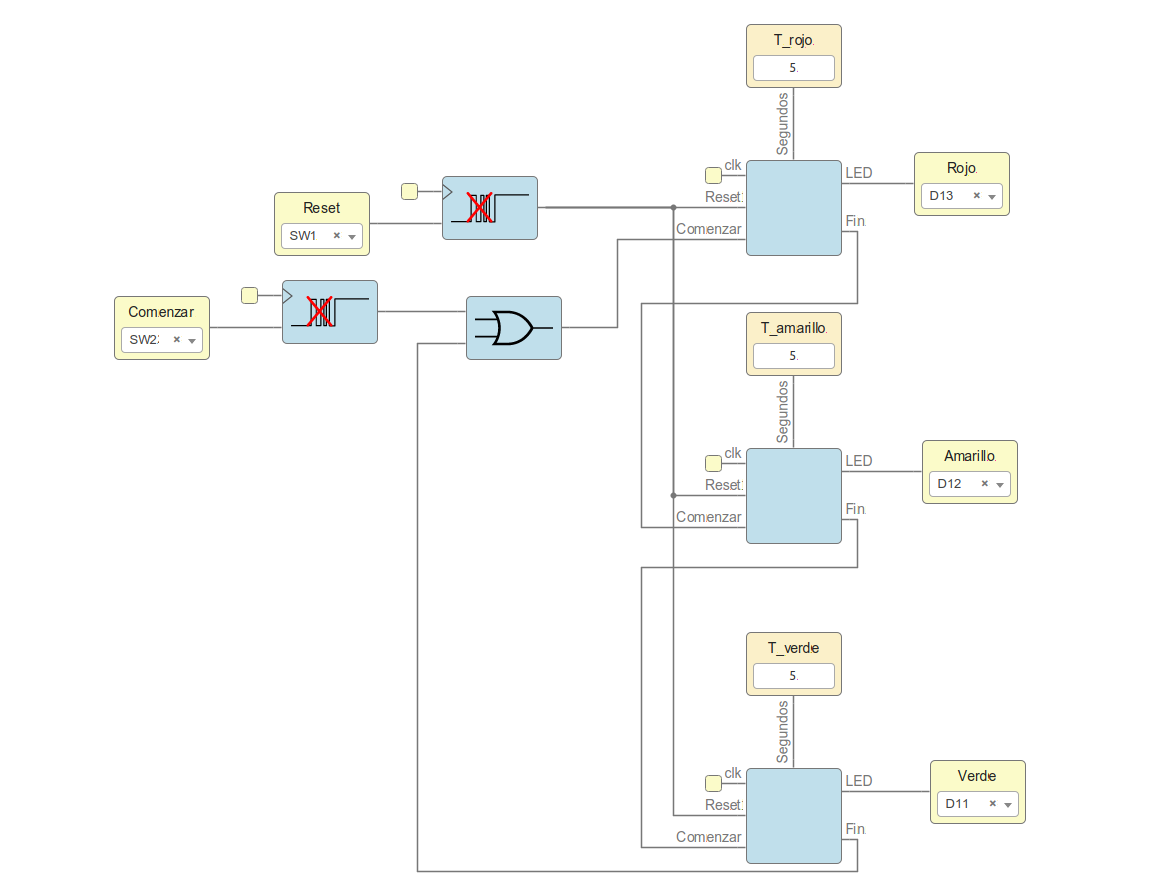 T_rojo
5
Segundos
clk
LED
Rojo
D13
Reset
SW1
Reset
Fin
Comenzar
Comenzar
SW2
T_amarillo
5
Segundos
clk
LED
Amarillo
D12
Reset
Fin
Comenzar
T_verde
5
Segundos
clk
LED
Verde
D11
Reset
Fin
Comenzar